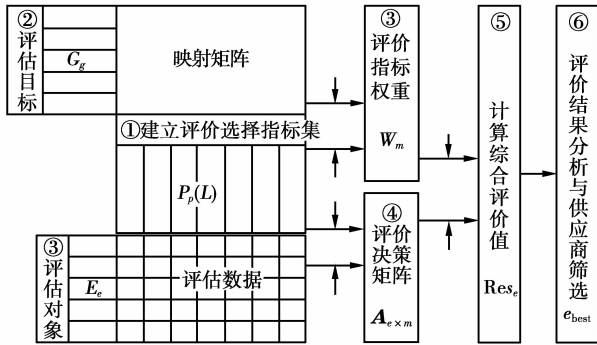 ②评估目标
G_g
映射矩阵
①建立评价选择指标集
P_p(L)
③评估对象
E_e
评估数据
③
评价
指标
权重
W_m
④
评价
决策
矩阵
A_{e×m}
⑤
计算综合评价值
Res_e
⑥
评价结果分析与供应商筛选
e_best